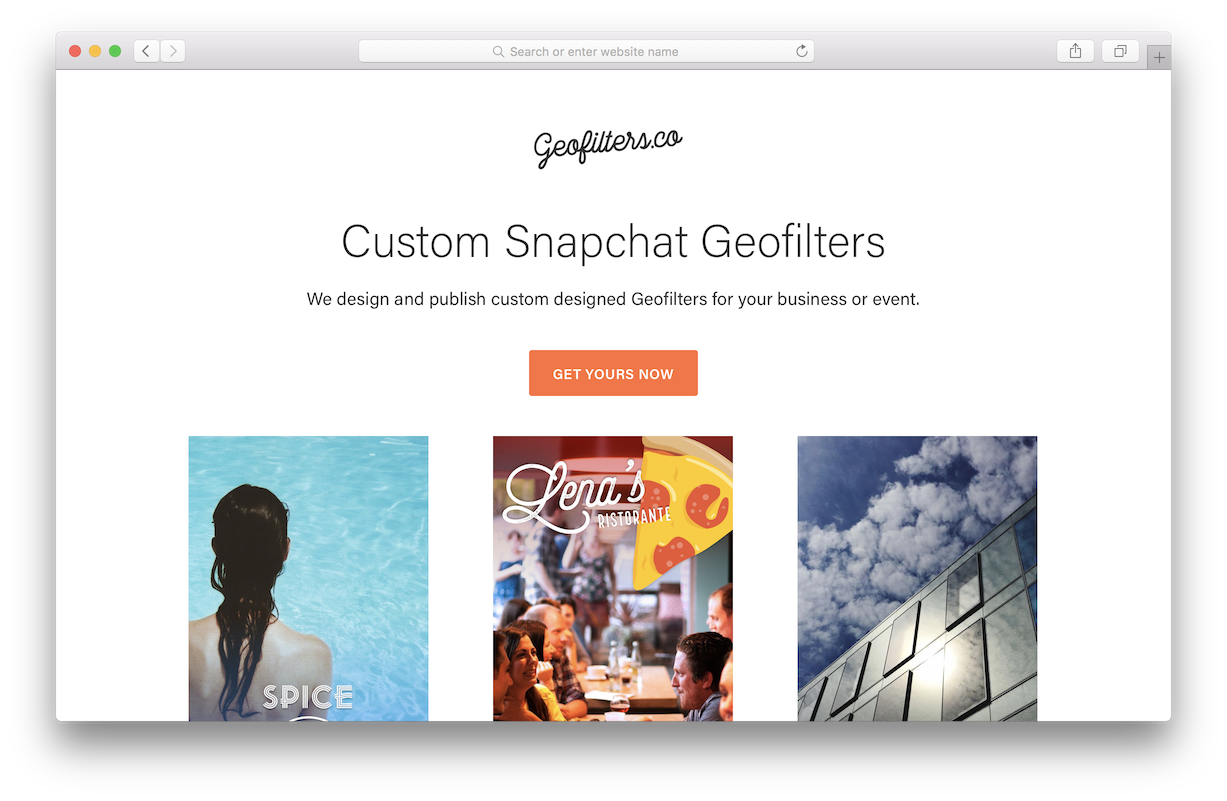 Search or enter website name
Geofilters.co
Custom Snapchat Geofilters
We design and publish custom designed Geofilters for your business or event.
GET YOURS NOW
Lena's
RISTORANTE
SPICE